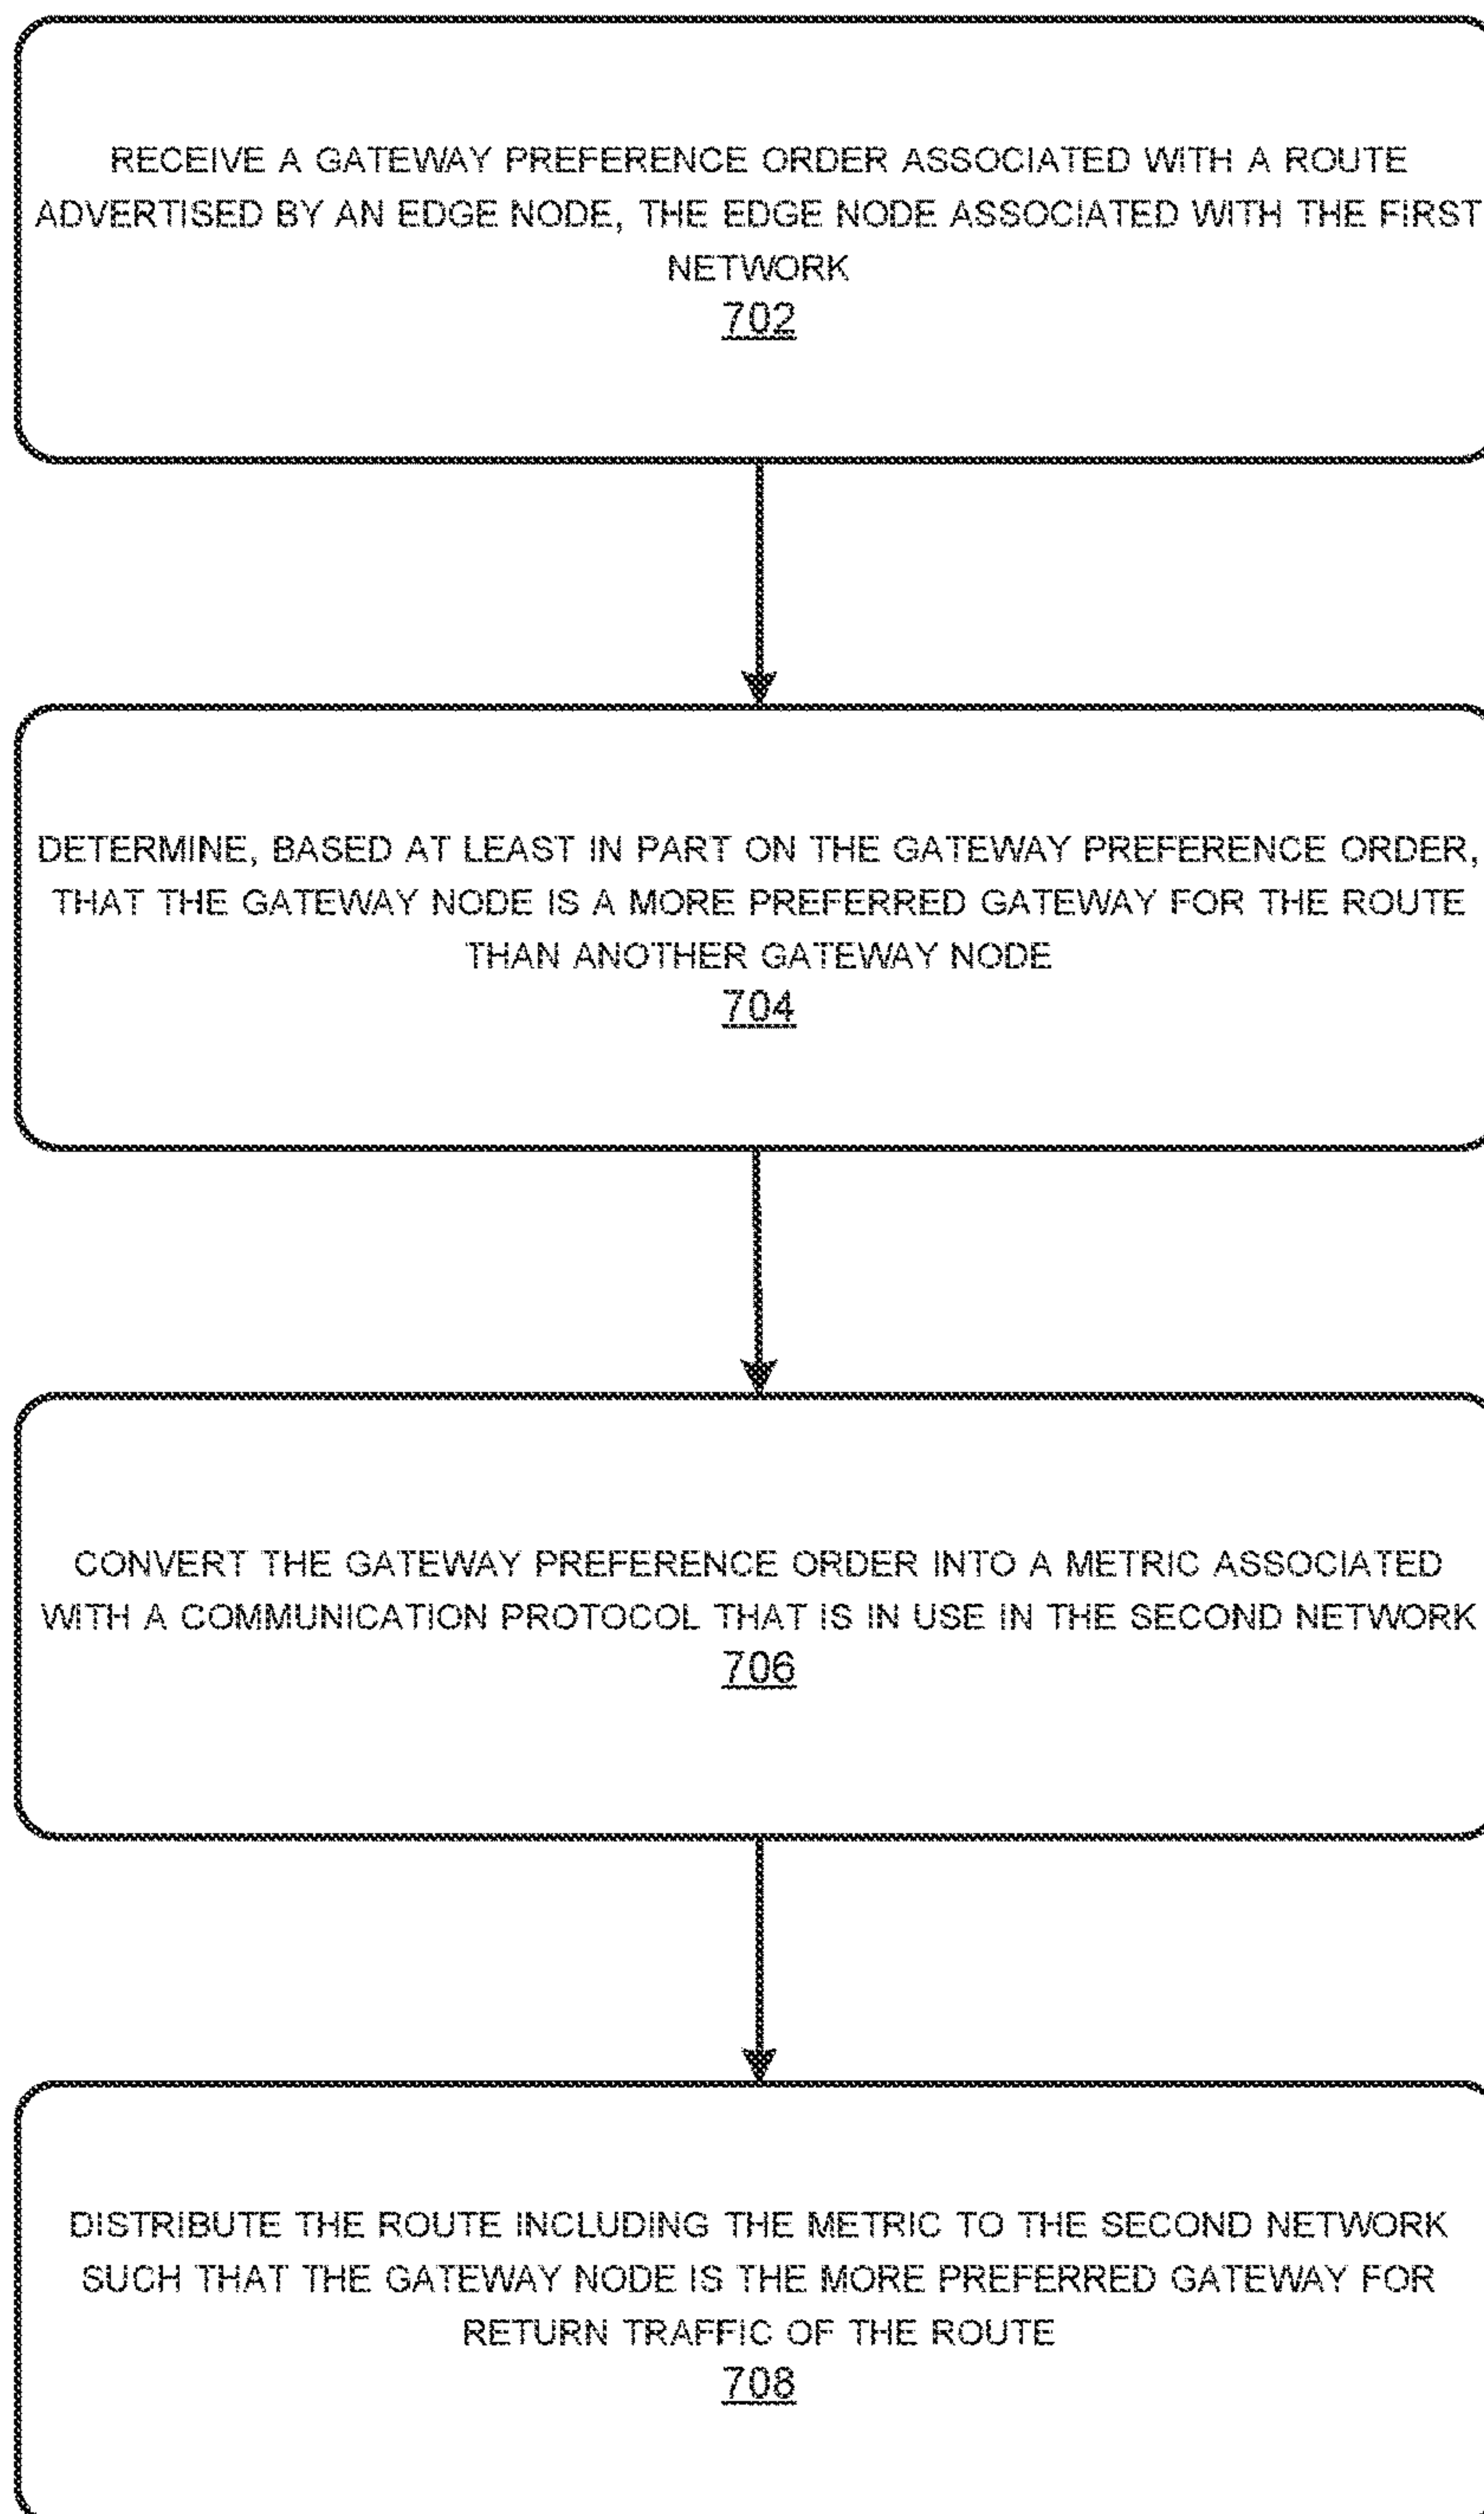 RECEIVE A GATEWAY PREFERENCE ORDER ASSOCIATED WITH A ROUTE
ADVERTISED BY AN EDGE NODE, THE EDGE NODE ASSOCIATED WITH THE FIRST
NETWORK
702
DETERMINE, BASED AT LEAST IN PART ON THE GATEWAY PREFERENCE ORDER,
THAT THE GATEWAY NODE IS A MORE PREFERRED GATEWAY FOR THE ROUTE
THAN ANOTHER GATEWAY NODE
704
CONVERT THE GATEWAY PREFERENCE ORDER INTO A METRIC ASSOCIATED
WITH A COMMUNICATION PROTOCOL THAT IS IN USE IN THE SECOND NETWORK
706
DISTRIBUTE THE ROUTE INCLUDING THE METRIC TO THE SECOND NETWORK
SUCH THAT THE GATEWAY NODE IS THE MORE PREFERRED GATEWAY FOR
RETURN TRAFFIC OF THE ROUTE
708